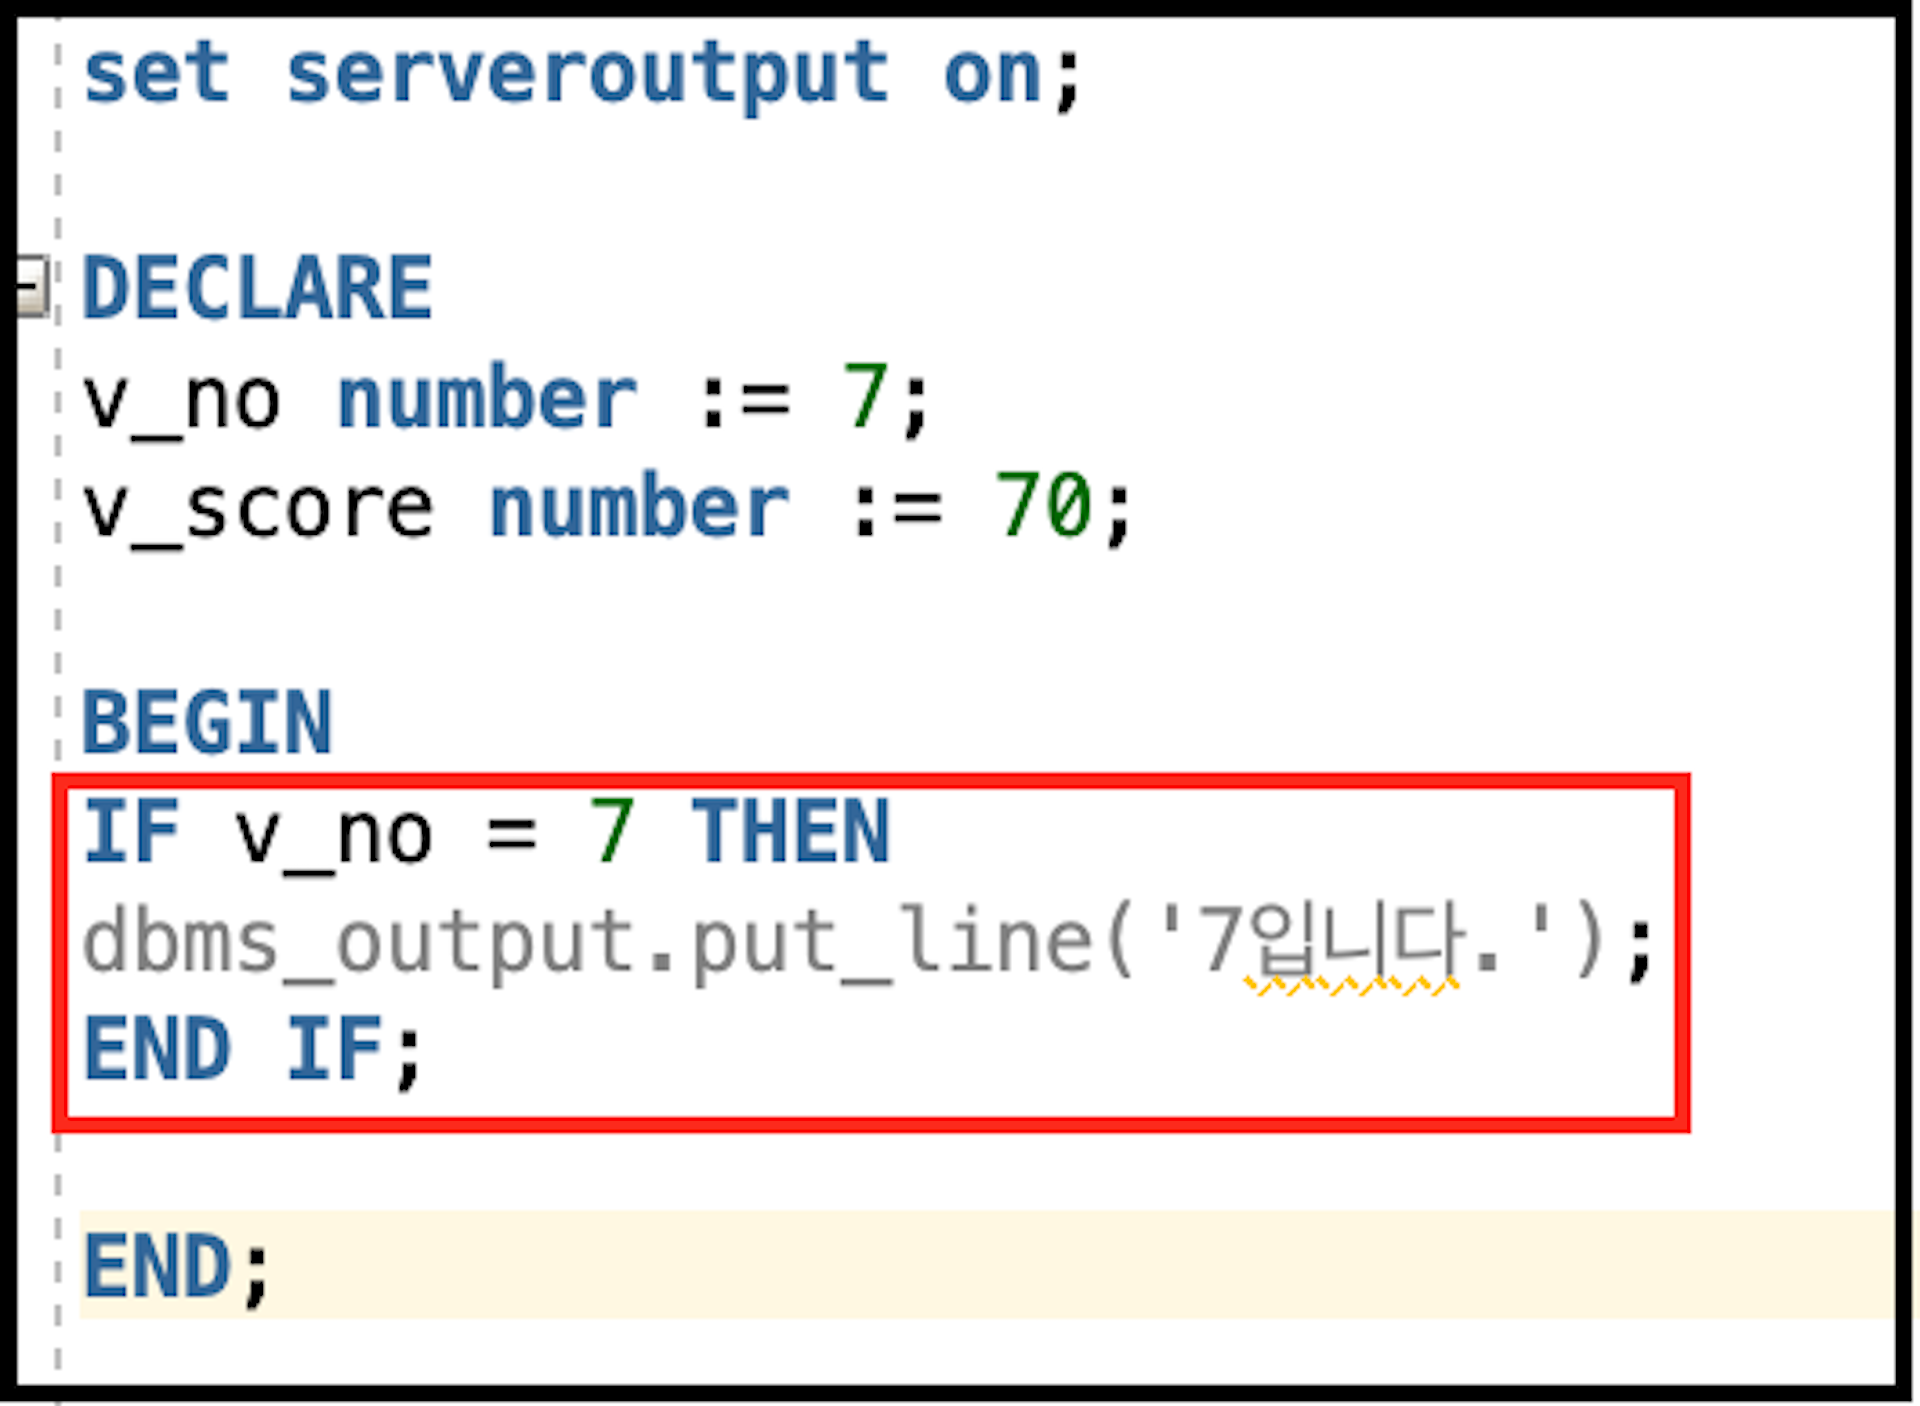 set serveroutput on;
DECLARE
v_no number := 7;
v_score number := 70;
BEGIN
IF v_no = 7 THEN
dbms_output.put_line('7입니다.');
END IF;
END;